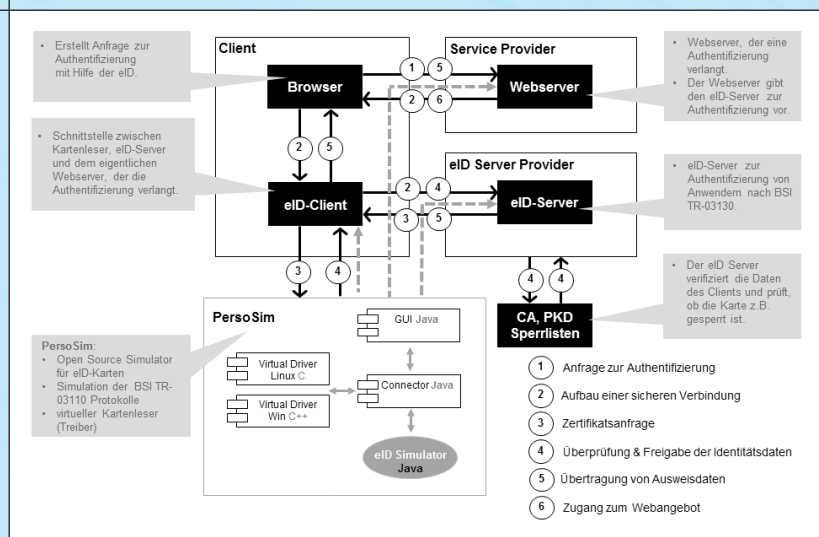 Client
Service Provider
• Erstellt Anfrage zur
Authentifizierung
mit Hilfe der eID.
Browser
1
5
2
6
Webserver
• Webserver, der eine
Authentifizierung
verlangt.
• Der Webserver gibt
den eID-Server zur
Authentifizierung vor.
• Schnittstelle zwischen
Kartenleser, eID-Server
und dem eigentlichen
Webserver, der die
Authentifizierung verlangt.
2
5
eID Server Provider
eID-Client
2
4
3
5
eID-Server
• eID-Server zur
Authentifizierung von
Anwendern nach BSI
TR-03130.
3
4
4
4
• Der eID Server
verifiziert die Daten
des Clients und prüft,
ob die Karte z.B.
gesperrt ist.
CA, PKD
Sperrlisten
PersoSim
GUI Java
Virtual Driver
Linux C
Connector Java
Virtual Driver
Win C++
eID Simulator
Java
PersoSim:
• Open Source Simulator
für eID-Karten
• Simulation der BSI TR-
03110 Protokolle
• virtueller Kartenleser
(Treiber)
1 Anfrage zur Authentifizierung
2 Aufbau einer sicheren Verbindung
3 Zertifikatsanfrage
4 Überprüfung & Freigabe der Identitätsdaten
5 Übertragung von Ausweisdaten
6 Zugang zum Webangebot